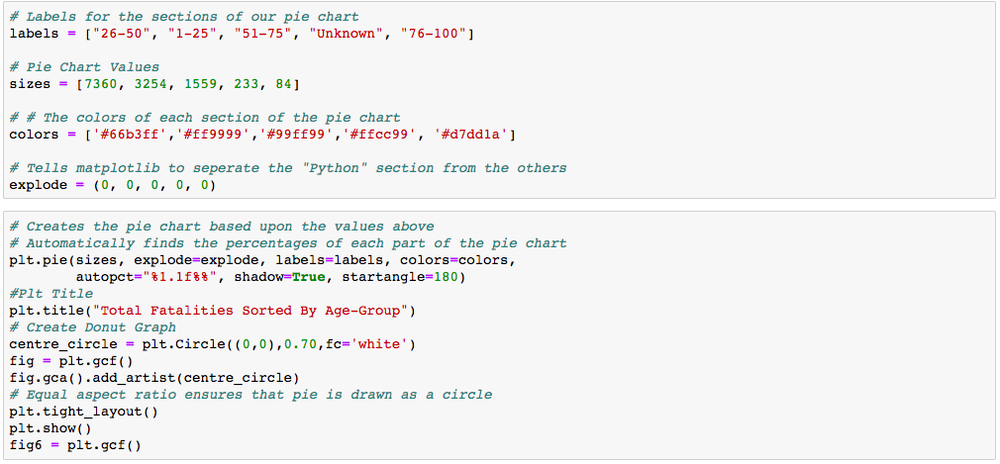 # Labels for the sections of our pie chart
labels = ["26-50", "1-25", "51-75", "Unknown", "76-100"]
# Pie Chart Values
sizes = [7360, 3254, 1559, 233, 84]
# # The colors of each section of the pie chart
colors = ['#66b3ff','#ff9999','#99ff99','#ffcc99', '#d7dd1a']
# Tells matplotlib to seperate the "Python" section from the others
explode = (0, 0, 0, 0, 0)
# Creates the pie chart based upon the values above
# Automatically finds the percentages of each part of the pie chart
plt.pie(sizes, explode=explode, labels=labels, colors=colors,
        autopct="%1.1f%%", shadow=True, startangle=180)
#Plt Title
plt.title("Total Fatalities Sorted By Age-Group")
# Create Donut Graph
centre_circle = plt.Circle((0,0),0.70,fc='white')
fig = plt.gcf()
fig.gca().add_artist(centre_circle)
# Equal aspect ratio ensures that pie is drawn as a circle
plt.tight_layout()
plt.show()
fig6 = plt.gcf()